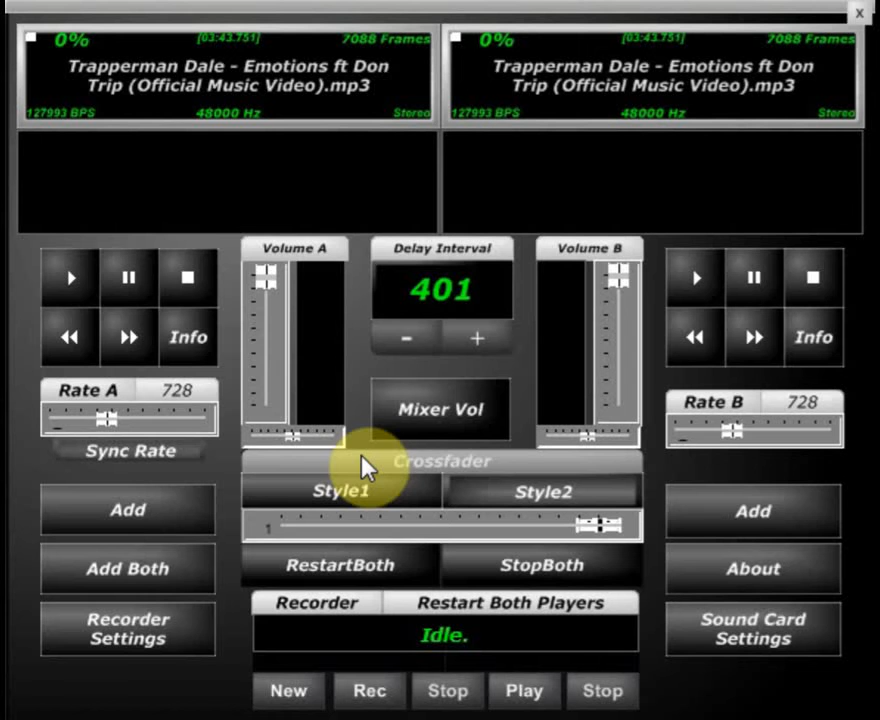 x
0% [03:43.751] 7088 Frames
Trapperman Dale - Emotions ft Don
Trip (Official Music Video).mp3
127993 BPS 48000 Hz Stereo
0% [03:43.751] 7088 Frames
Trapperman Dale - Emotions ft Don
Trip (Official Music Video).mp3
127993 BPS 48000 Hz Stereo
Volume A
Delay Interval
Volume B
401
- +
Info
Info
Rate A 728
Mixer Vol
Rate B 728
Sync Rate
Crossfader
Style1
Style2
1
Add
Add
Add Both
RestartBoth
StopBoth
About
Recorder
Settings
Recorder
Restart Both Players
Idle.
Sound Card
Settings
New
Rec
Stop
Play
Stop